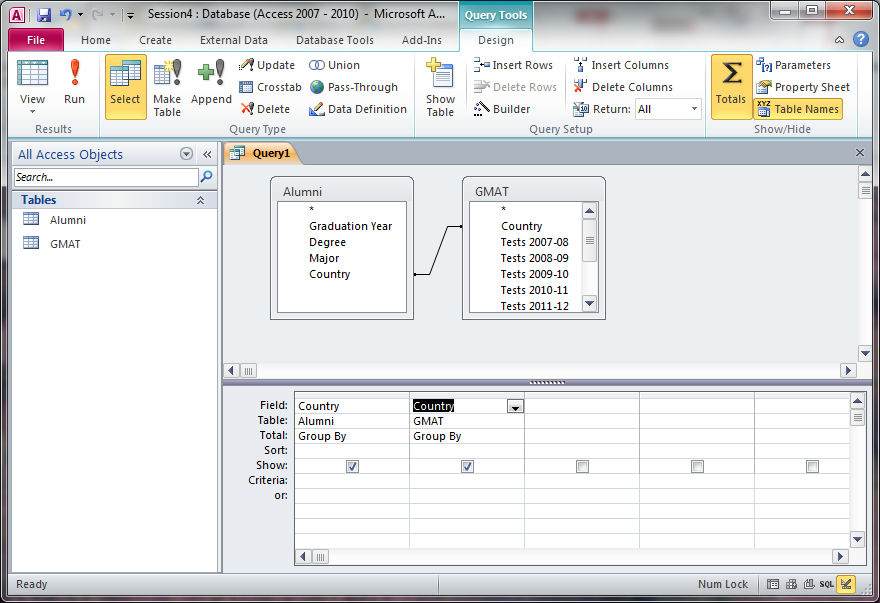 Session4 : Database (Access 2007 - 2010) - Microsoft A...
Query Tools
File Home Create External Data Database Tools Add-Ins Design
View
Run
Select
Make Table
Append
Update
Crosstab
Delete
Union
Pass-Through
Data Definition
Show Table
Insert Rows
Delete Rows
Builder
Insert Columns
Delete Columns
Return: All
Totals
Parameters
Property Sheet
XYZ Table Names
Results
Query Type
Query Setup
Show/Hide
All Access Objects
Search...
Tables
Alumni
GMAT
Query1
Alumni
*
Graduation Year
Degree
Major
Country
GMAT
*
Country
Tests 2007-08
Tests 2008-09
Tests 2009-10
Tests 2010-11
Tests 2011-12
Field: Country Country
Table: Alumni GMAT
Total: Group By Group By
Sort:
Show:
Criteria:
or:
Ready
Num Lock
SQL